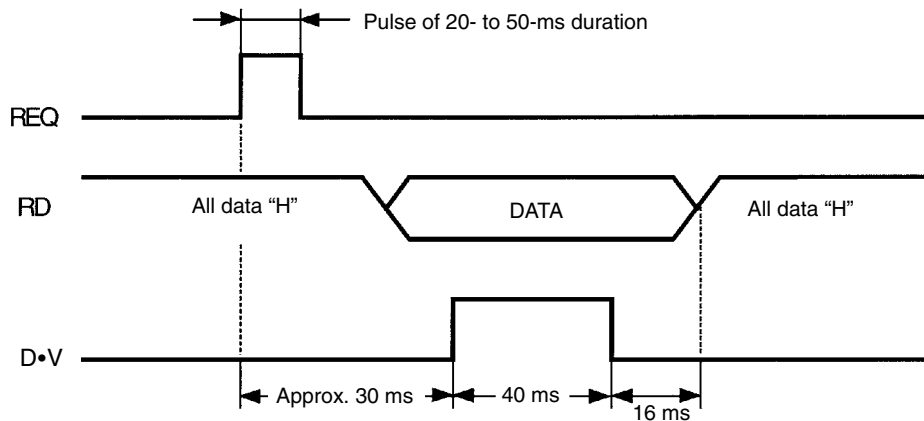 Pulse of 20- to 50-ms duration
REQ
RD
All data “H”
DATA
All data “H”
D•V
Approx. 30 ms
40 ms
16 ms